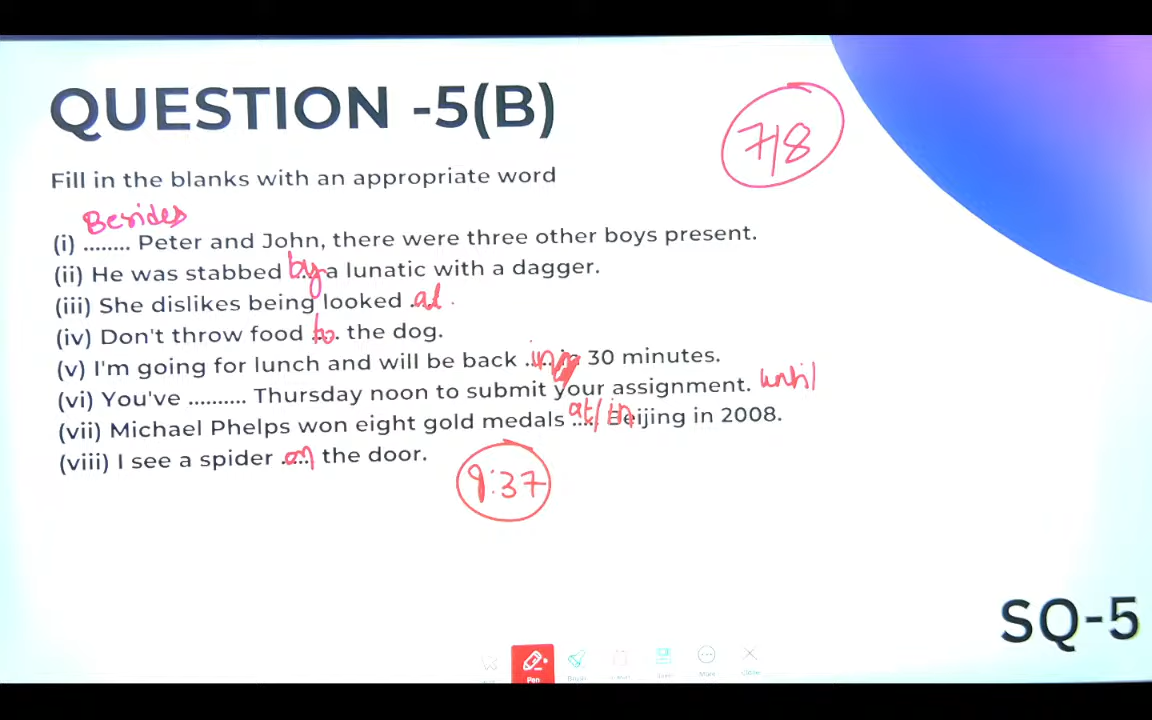 QUESTION -5(B)
7/8
Fill in the blanks with an appropriate word
Besides
(i) ........ Peter and John, there were three other boys present.
(ii) He was stabbed by a lunatic with a dagger.
(iii) She dislikes being looked at .
(iv) Don't throw food to the dog.
(v) I'm going for lunch and will be back in 30 minutes.
(vi) You've .......... Thursday noon to submit your assignment. until
(vii) Michael Phelps won eight gold medals at/in Beijing in 2008.
(viii) I see a spider on the door.
9:37
SQ-5
Pen